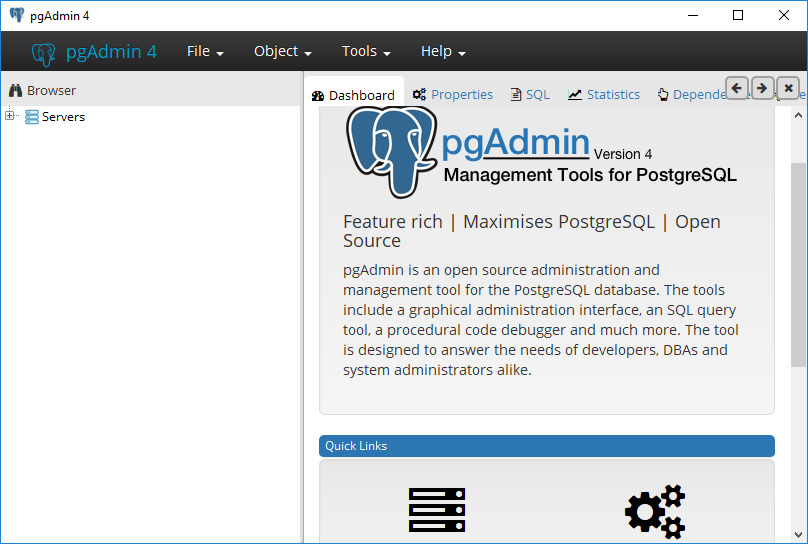 pgAdmin 4
pgAdmin 4 File Object Tools Help
Browser
Servers
Dashboard Properties SQL Statistics
pgAdmin Version 4
Management Tools for PostgreSQL
Feature rich | Maximises PostgreSQL | Open
Source
pgAdmin is an open source administration and
management tool for the PostgreSQL database. The tools
include a graphical administration interface, an SQL query
tool, a procedural code debugger and much more. The tool
is designed to answer the needs of developers, DBAs and
system administrators alike.
Quick Links